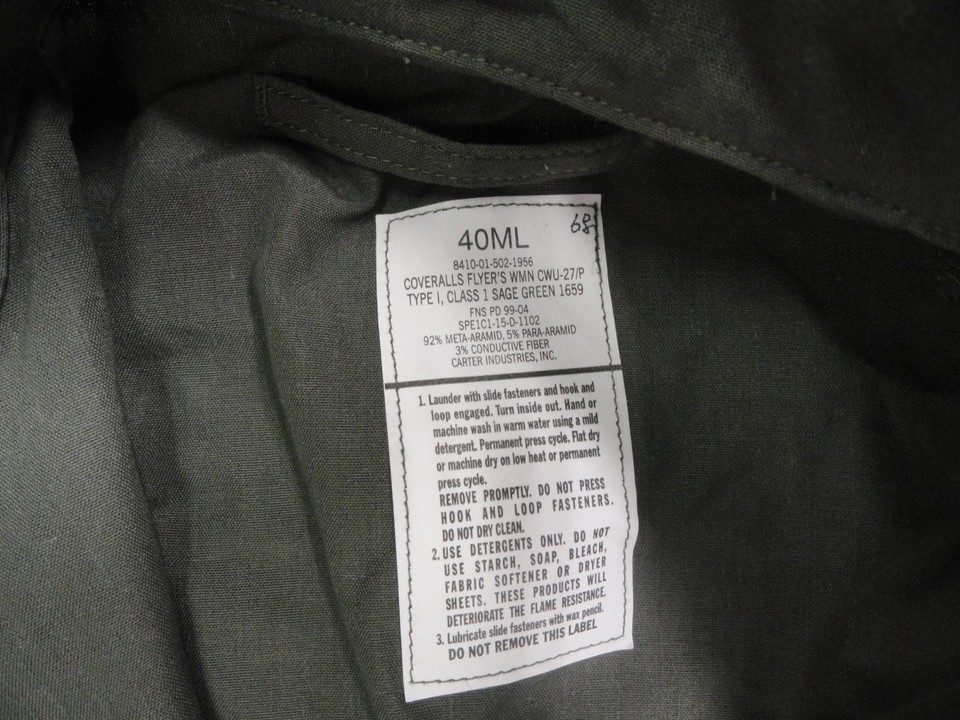 68
40ML
8410-01-502-1956
COVERALLS FLYER'S WMN CWU-27/P
TYPE I, CLASS 1 SAGE GREEN 1659
FNS PD 99-04
SPE1C1-15-D-1102
92% META-ARAMID, 5% PARA-ARAMID
3% CONDUCTIVE FIBER
CARTER INDUSTRIES, INC.
1. Launder with slide fasteners and hook and
loop engaged. Turn inside out. Hand or
machine wash in warm water using a mild
detergent. Permanent press cycle. Flat dry
or machine dry on low heat or permanent
press cycle.
REMOVE PROMPTLY. DO NOT PRESS
HOOK AND LOOP FASTENERS.
DO NOT DRY CLEAN.
2. USE DETERGENTS ONLY. DO NOT
USE STARCH, SOAP, BLEACH,
FABRIC SOFTENER OR DRYER
SHEETS. THESE PRODUCTS WILL
DETERIORATE THE FLAME RESISTANCE.
3. Lubricate slide fasteners with wax pencil.
DO NOT REMOVE THIS LABEL